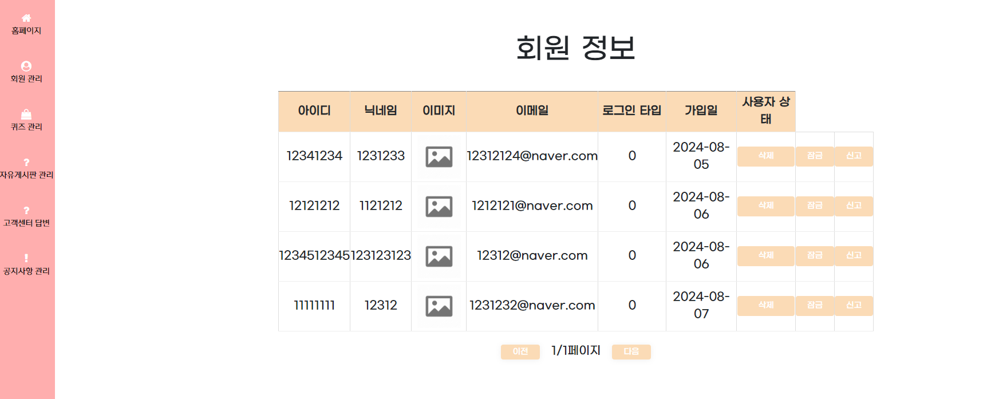 홈페이지
회원 관리
퀴즈 관리
자유게시판 관리
고객센터 답변
공지사항 관리
회원 정보
아이디 닉네임 이미지 이메일 로그인 타입 가입일 사용자 상
태
12341234 1231233 12312124@naver.com 0 2024-08-
05 삭제 잠금 신고
12121212 1121212 1212121@naver.com 0 2024-08-
06 삭제 잠금 신고
1234512345 123123123 12312@naver.com 0 2024-08-
06 삭제 잠금 신고
11111111 12312 1231232@naver.com 0 2024-08-
07 삭제 잠금 신고
이전 1/1페이지 다음